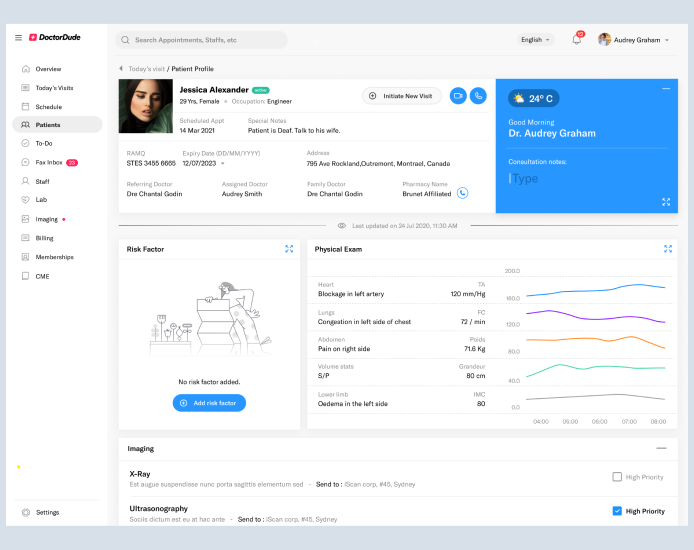 DoctorDude
Search Appointments, Staffs, etc
English
12
Audrey Graham
Overview
Today's Visits
Schedule
Patients
To-Do
Fax Inbox 23
Staff
Lab
Imaging
Billing
Memberships
CME
Settings
Today's visit / Patient Profile
Jessica Alexander active
29 Yrs, Female • Occupation: Engineer
Initiate New Visit
Scheduled Appt Special Notes
14 Mar 2021 Patient is Deaf. Talk to his wife.
RAMQ Expiry Date (DD/MM/YYYY) Address
STES 3455 6665 12/07/2023 795 Ave Rockland,Outremont, Montrael, Canada
Referring Doctor Assigned Doctor Family Doctor Pharmacy Name
Dre Chantal Godin Audrey Smith Dre Chantal Godin Brunet Affiliated
24° C
Good Morning
Dr. Audrey Graham
Consultation notes:
Type
Last updated on 24 Jul 2020, 11:30 AM
Risk Factor
No risk factor added.
Add risk factor
Physical Exam
Heart TA
Blockage in left artery 120 mm/Hg
Lungs FC
Congestion in left side of chest 72 / min
Abdomen Poids
Pain on right side 71.6 Kg
Volume stats Grandeur
S/P 80 cm
Lower limb IMC
Oedema in the left side 80
200.0
160.0
120.0
80.0
40.0
0.0
04:00 05:00 06:00 07:00 08:00
Imaging
X-Ray
Est augue suspendisse nunc porta sagittis elementum sed - Send to : IScan corp, #45, Sydney
High Priority
Ultrasonography
Sociis dictum est eu at hac ante - Send to : IScan corp, #45, Sydney
High Priority